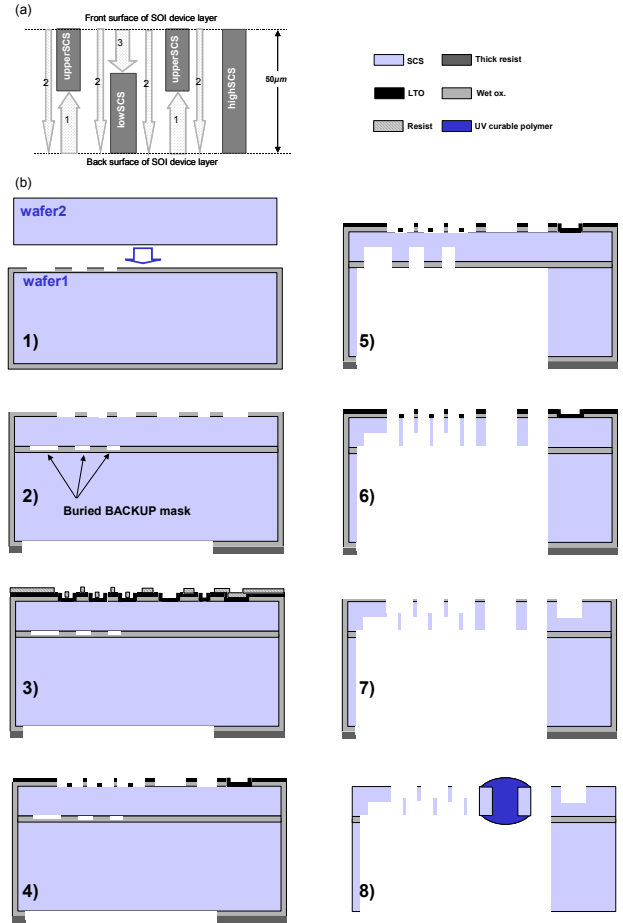 (a)
Front surface of SOI device layer
2
upperSCS
1
2
3
lowSCS
2
upperSCS
1
2
highSCS
50µm
Back surface of SOI device layer
SCS
Thick resist
LTO
Wet ox.
Resist
UV curable polymer
(b)
wafer2
wafer1
1)
2)
Buried BACKUP mask
3)
4)
5)
6)
7)
8)